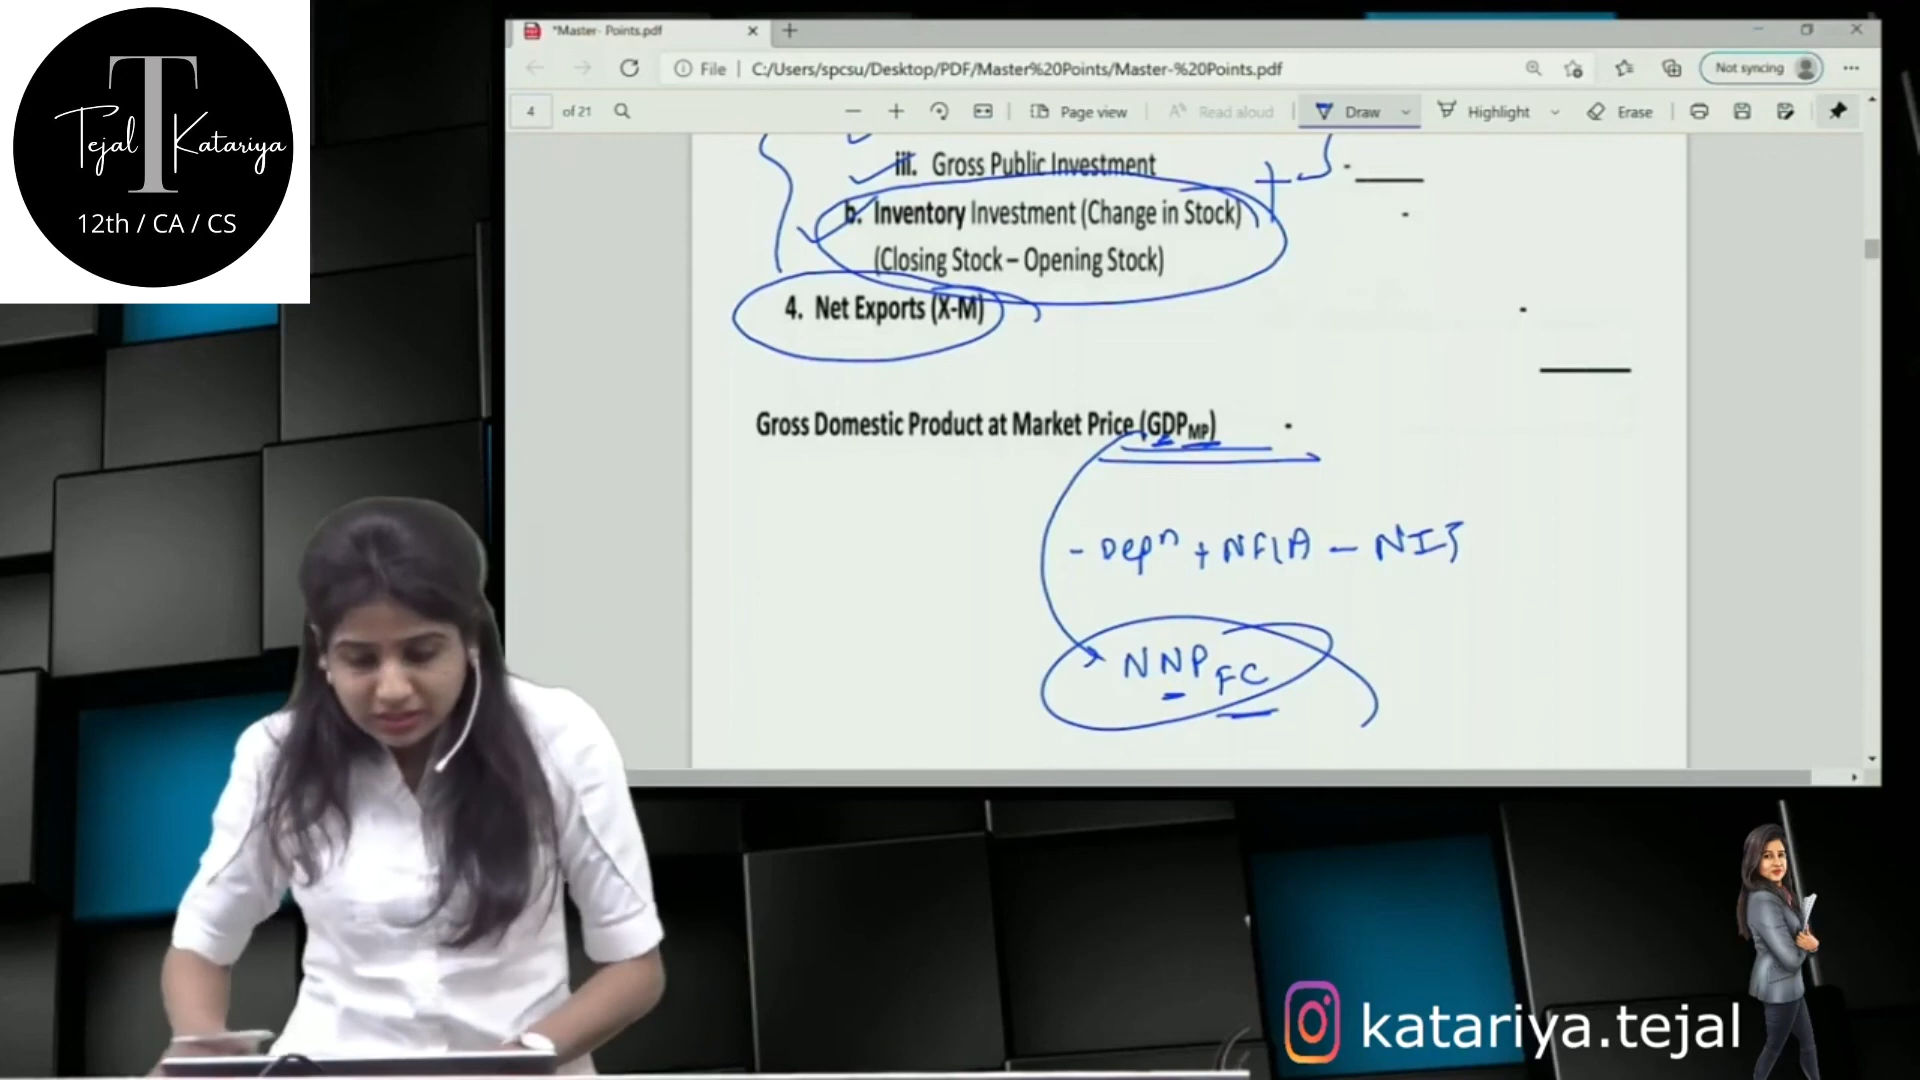 Tejal Katariya
T
12th / CA / CS
*Master- Points.pdf
File | C:/Users/spcsu/Desktop/PDF/Master%20Points/Master-%20Points.pdf
Not syncing
4 of 21
Page view
Read aloud
Draw
Highlight
Erase
iii. Gross Public Investment -
+
b. Inventory Investment (Change in Stock) -
(Closing Stock – Opening Stock)
4. Net Exports (X-M) -
Gross Domestic Product at Market Price (GDPMP) -
- Depn + NFIA - NIT
NNP FC
katariya.tejal